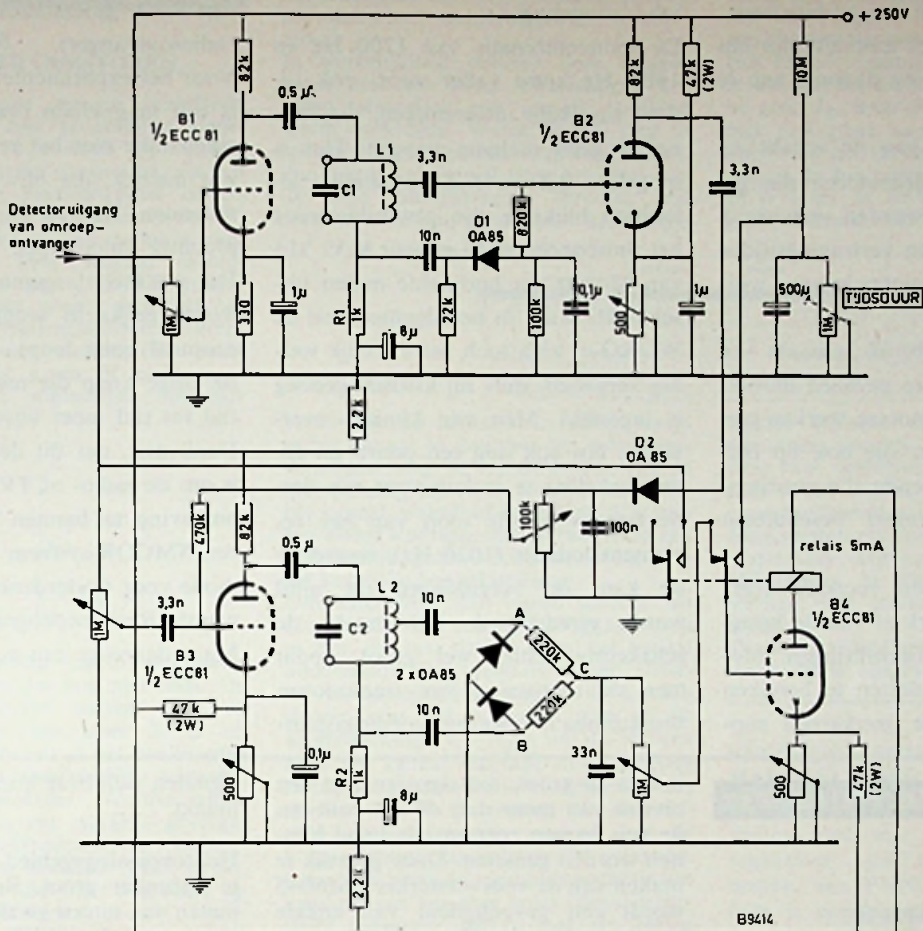 + 250V
82k
0,5 µ
B1
½ ECC 81
L1
3,3n
C1
82k
47k
(2W)
10M
B2
½ ECC81
3,3n
Detectoruitgang
van omroep-
ontvanger
1M
330
1µ
10n
D1
OA85
820k
R1
1k
8µ
22k
100k
0,1µ
500
1µ
500µ
1M
TIJDSDUUR
2,2k
470k
82k
0,5 µ
100k
D2
OA 85
100n
relais 5mA
1M
3,3n
B3
½ ECC81
L 2
C2
10n
A
220k
C
2 x OA85
220k
10n
B
B4
½ ECC81
47k
(2W)
500
0,1µ
R2
1k
8µ
33n
1M
500
47k
(2W)
2,2k
B9414